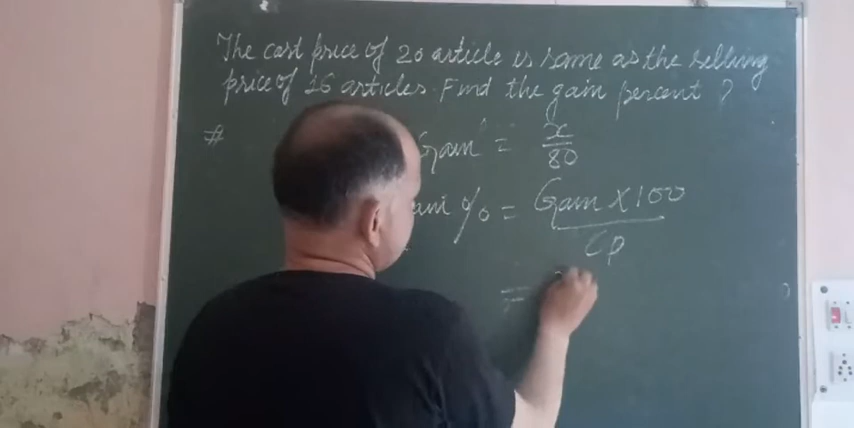 The cost price of 20 article is same as the selling
price of 16 articles. Find the gain percent ?
# Gain = x/80
% = Gain x 100
Cp
=